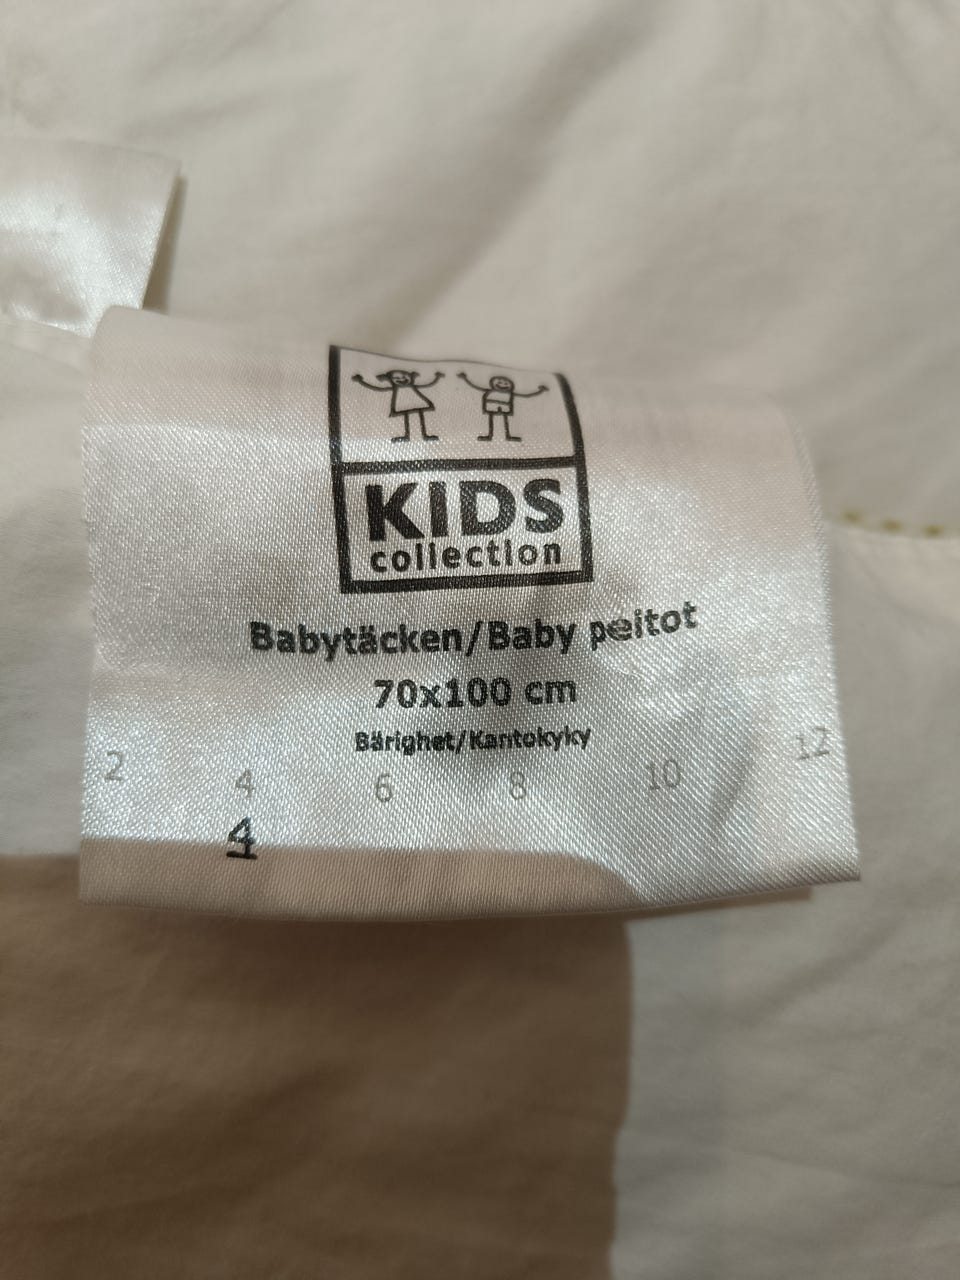 KIDS
collection
Babytäcken/Baby peitot
70x100 cm
Bärighet/Kantokyky
2 4 6 8 10 12
4